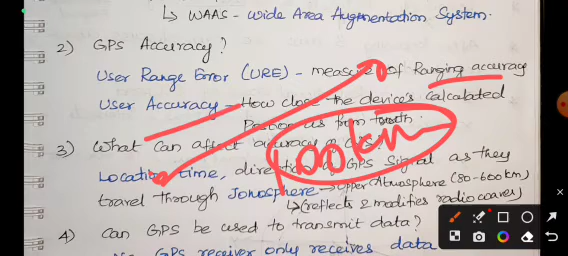 ↳ WAAS - Wide Area Augmentation System.
2) GPS Accuracy?
User Range Error (URE) - measure of Ranging accuracy
User Accuracy - How close the device's calculated
Position is from truth.
3) What Can affect accuracy of GPS?
100km
Location, time, direction of GPS Signal as they
travel through Ionosphere → Upper Atmosphere (80-600km)
↳ (reflects & modifies radio waves)
4) Can GPS be used to transmit data?
GPS receiver only receives data